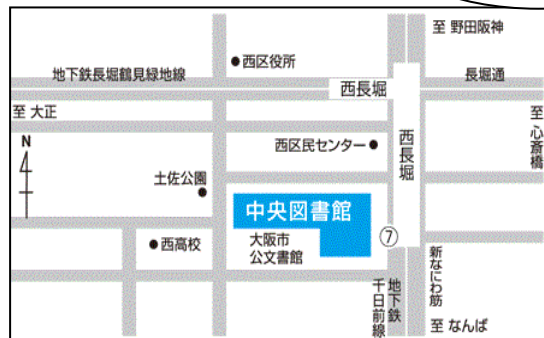 至 野田阪神
西区役所
地下鉄長堀鶴見緑地線
西長堀
長堀通
至 大正
至 心斎橋
N
西区民センター
西長堀
土佐公園
中央図書館
西高校
大阪市
公文書館
⑦
新なにわ筋
地下鉄
千日前線
至 なんば